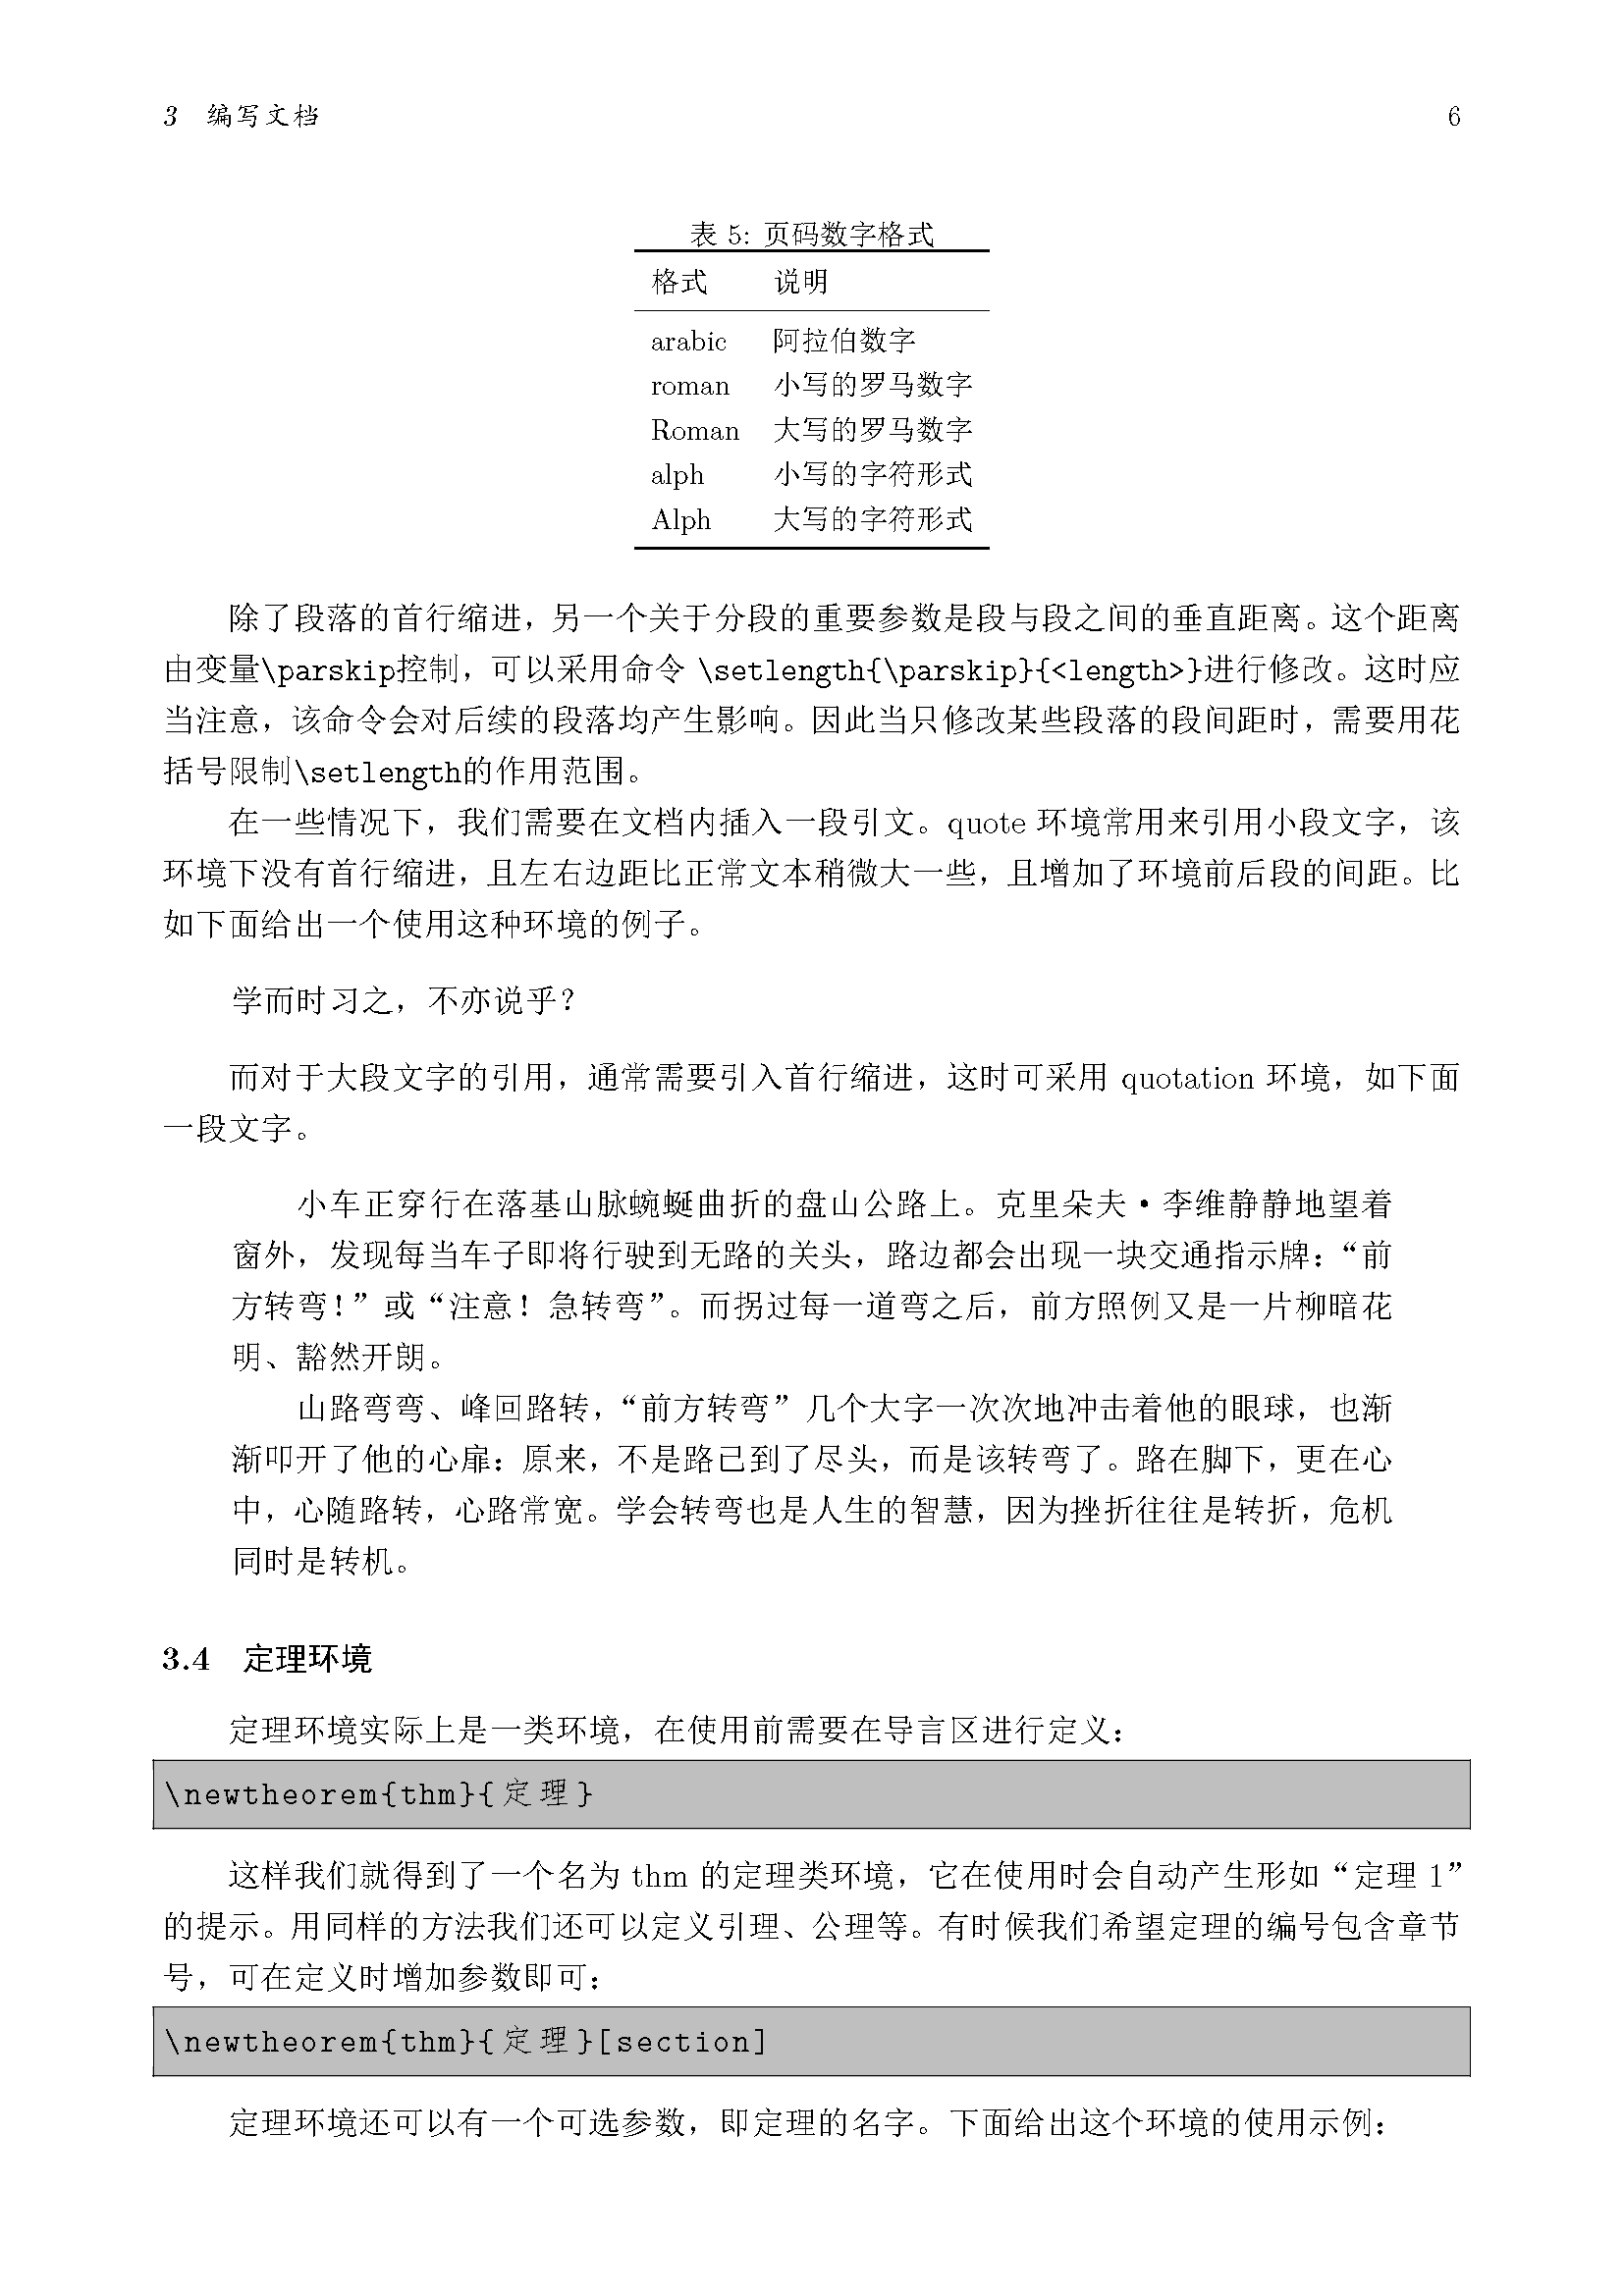 3 编写文档 6
表 5: 页码数字格式
格式 说明
arabic 阿拉伯数字
roman 小写的罗马数字
Roman 大写的罗马数字
alph 小写的字符形式
Alph 大写的字符形式
除了段落的首行缩进，另一个关于分段的重要参数是段与段之间的垂直距离。这个距离
由变量\parskip控制，可以采用命令 \setlength{\parskip}{<length>}进行修改。这时应
当注意，该命令会对后续的段落均产生影响。因此当只修改某些段落的段间距时，需要用花
括号限制\setlength的作用范围。
在一些情况下，我们需要在文档内插入一段引文。quote 环境常用来引用小段文字，该
环境下没有首行缩进，且左右边距比正常文本稍微大一些，且增加了环境前后段的间距。比
如下面给出一个使用这种环境的例子。
学而时习之，不亦说乎？
而对于大段文字的引用，通常需要引入首行缩进，这时可采用 quotation 环境，如下面
一段文字。
小车正穿行在落基山脉蜿蜒曲折的盘山公路上。克里朵夫·李维静静地望着
窗外，发现每当车子即将行驶到无路的关头，路边都会出现一块交通指示牌：“前
方转弯！”或“注意！急转弯”。而拐过每一道弯之后，前方照例又是一片柳暗花
明、豁然开朗。
山路弯弯、峰回路转，“前方转弯”几个大字一次次地冲击着他的眼球，也渐
渐叩开了他的心扉：原来，不是路已到了尽头，而是该转弯了。路在脚下，更在心
中，心随路转，心路常宽。学会转弯也是人生的智慧，因为挫折往往是转折，危机
同时是转机。
3.4 定理环境
定理环境实际上是一类环境，在使用前需要在导言区进行定义：
\newtheorem{thm}{定理}
这样我们就得到了一个名为 thm 的定理类环境，它在使用时会自动产生形如“定理 1”
的提示。用同样的方法我们还可以定义引理、公理等。有时候我们希望定理的编号包含章节
号，可在定义时增加参数即可：
\newtheorem{thm}{定理}[section]
定理环境还可以有一个可选参数，即定理的名字。下面给出这个环境的使用示例：